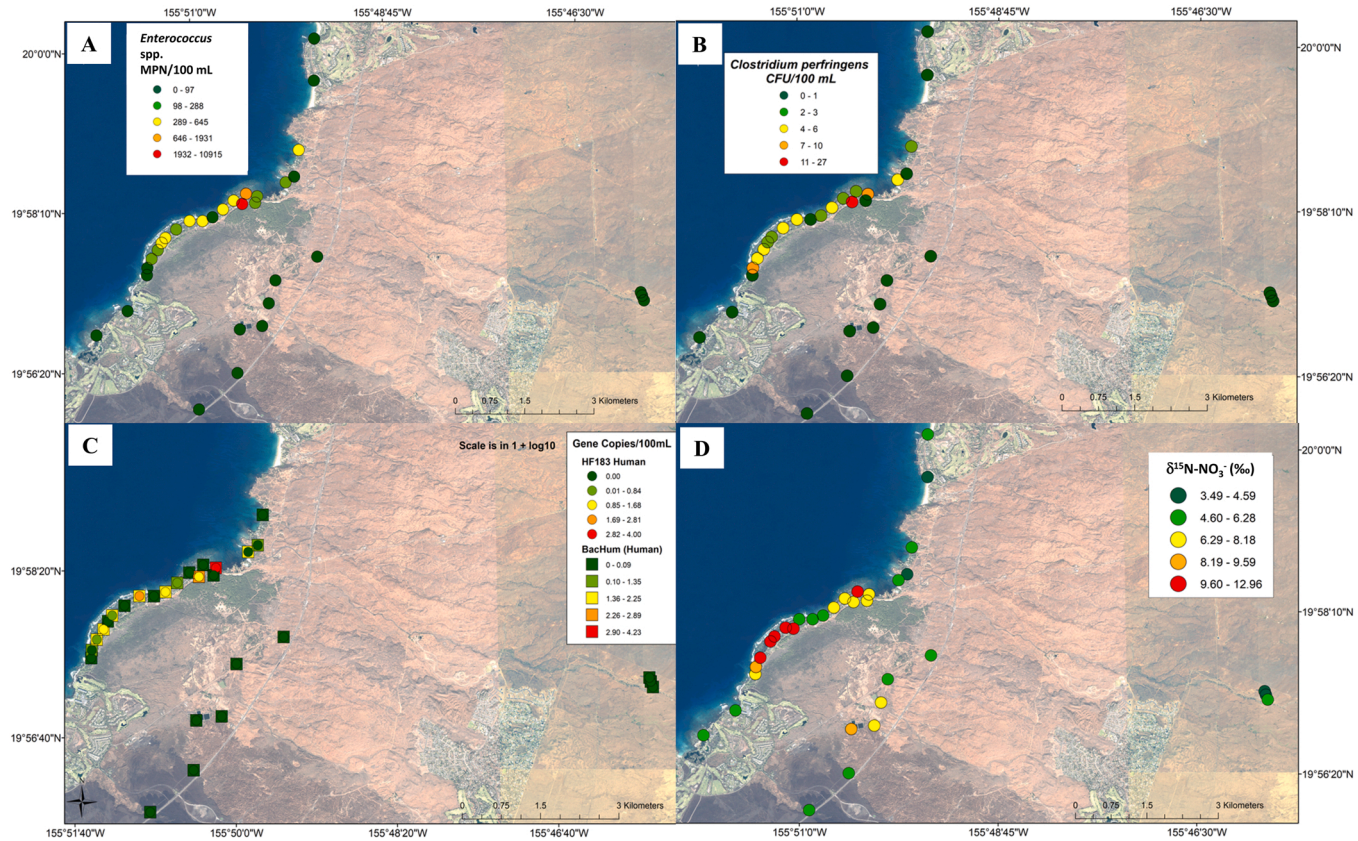 155°51'0"W
155°48'45"W
155°46'30"W
155°51'0"W
155°48'45"W
155°46'30"W
A
Enterococcus
spp.
MPN/100 mL
0 - 97
98 - 288
289 - 645
646 - 1931
1932 - 10915
20°0'0"N
19°58'10"N
19°56'20"N
0 0.75 1.5 3 Kilometers
B
Clostridium perfringens
CFU/100 mL
0 - 1
2 - 3
4 - 6
7 - 10
11 - 27
20°0'0"N
19°58'10"N
19°56'20"N
0 0.75 1.5 3 Kilometers
C
Scale is in 1 + log10
Gene Copies/100mL
HF183 Human
0.00
0.01 - 0.84
0.85 - 1.68
1.69 - 2.81
2.82 - 4.00
BacHum (Human)
0 - 0.09
0.10 - 1.35
1.36 - 2.25
2.26 - 2.89
2.90 - 4.23
19°58'20"N
19°56'40"N
0 0.75 1.5 3 Kilometers
155°51'40"W
155°50'0"W
155°48'20"W
155°46'40"W
D
δ¹⁵N-NO₃⁻ (‰)
3.49 - 4.59
4.60 - 6.28
6.29 - 8.18
8.19 - 9.59
9.60 - 12.96
20°0'0"N
19°58'10"N
19°56'20"N
0 0.75 1.5 3 Kilometers
155°51'0"W
155°48'45"W
155°46'30"W